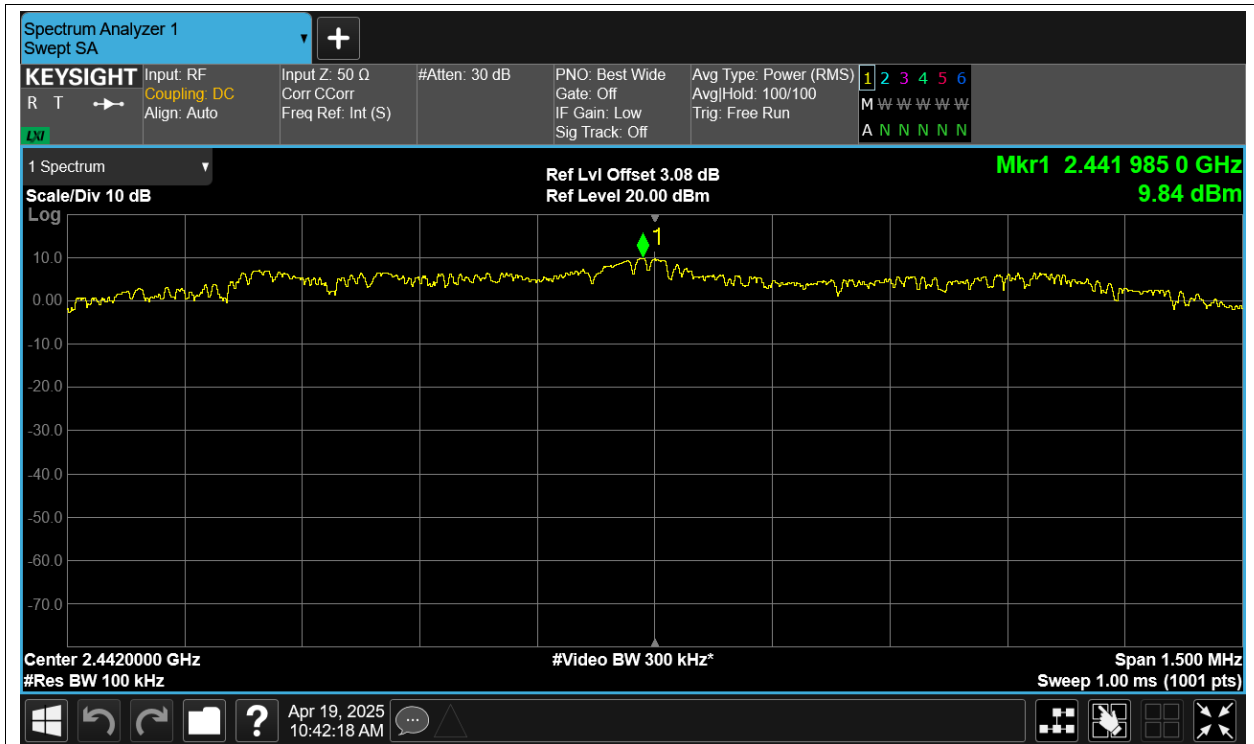 Spectrum Analyzer 1
Swept SA
KEYSIGHT
R T
LXI
Input: RF
Coupling: DC
Align: Auto
Input Z: 50 Ω
Corr CCorr
Freq Ref: Int (S)
#Atten: 30 dB
PNO: Best Wide
Gate: Off
IF Gain: Low
Sig Track: Off
Avg Type: Power (RMS)
Avg|Hold: 100/100
Trig: Free Run
1 2 3 4 5 6
M W W W W W
A N N N N N
1 Spectrum
Scale/Div 10 dB
Log
Ref Lvl Offset 3.08 dB
Ref Level 20.00 dBm
Mkr1 2.441 985 0 GHz
9.84 dBm
1
10.0
0.00
-10.0
-20.0
-30.0
-40.0
-50.0
-60.0
-70.0
Center 2.4420000 GHz
#Res BW 100 kHz
#Video BW 300 kHz*
Span 1.500 MHz
Sweep 1.00 ms (1001 pts)
?
Apr 19, 2025
10:42:18 AM